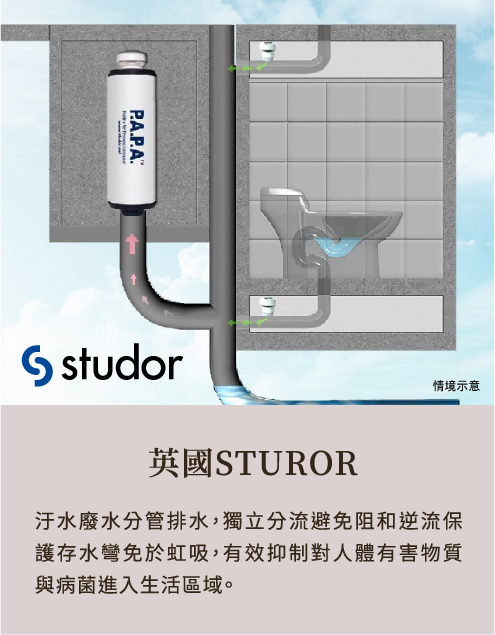 P.A.P.A.™
studor
情境示意
英國STUROR
汙水廢水分管排水，獨立分流避免阻和逆流保
護存水彎免於虹吸，有效抑制對人體有害物質
與病菌進入生活區域。